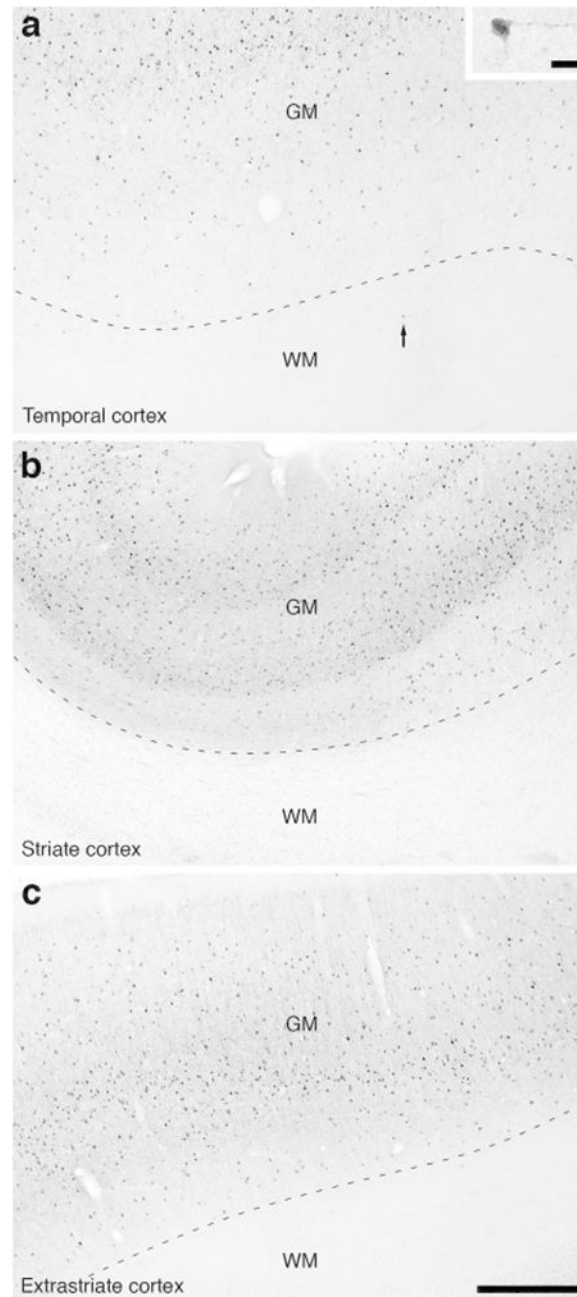 a
GM
WM
Temporal cortex
b
GM
WM
Striate cortex
c
GM
WM
Extrastriate cortex